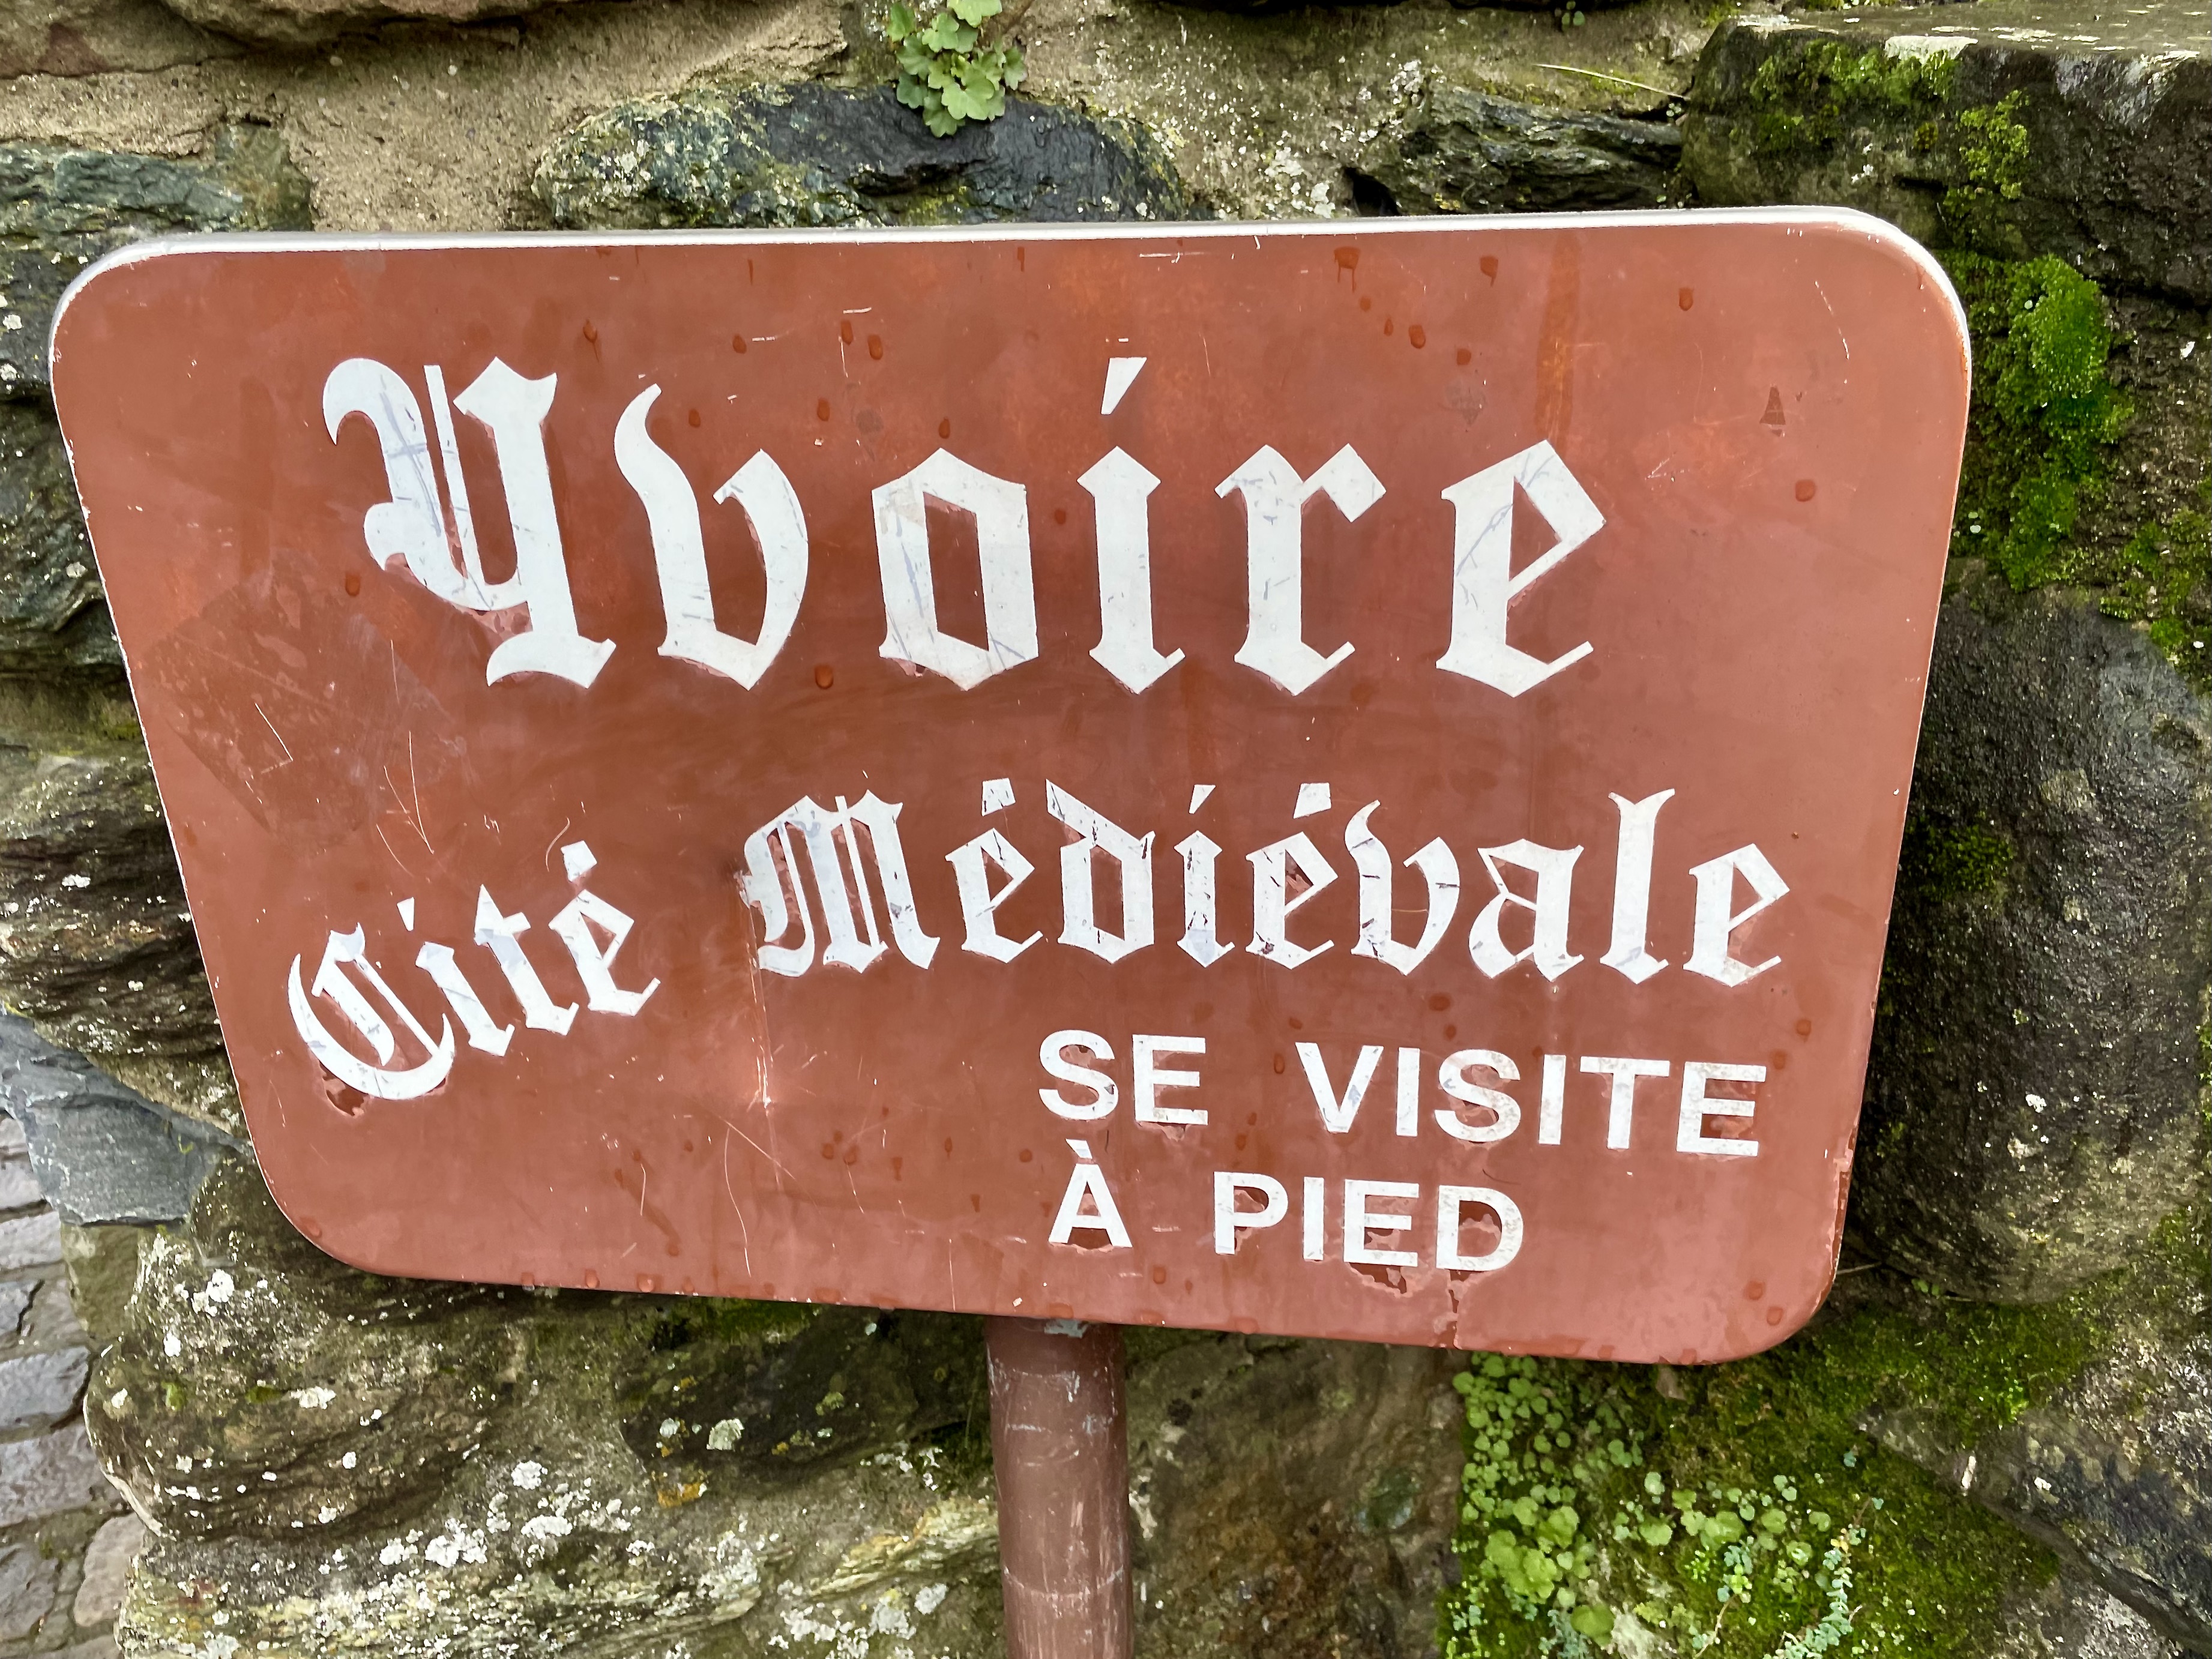 Yvoire
Cité Médiévale
SE VISITE
À PIED